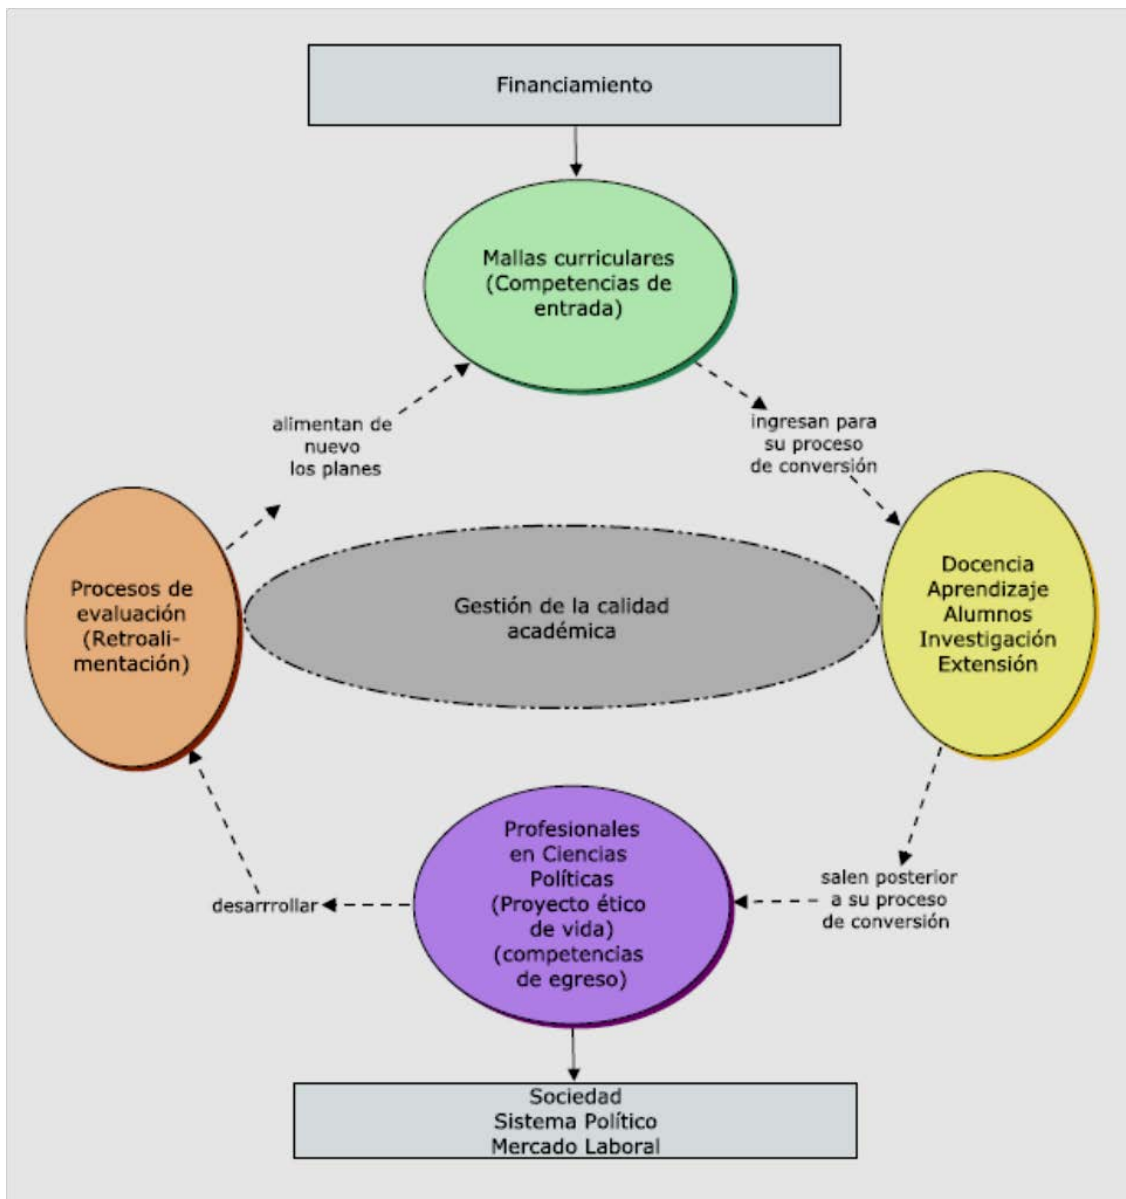 Financiamiento
Mallas curriculares
(Competencias de
entrada)
alimentan de
nuevo
los planes
ingresan para
su proceso
de conversión
Procesos de
evaluación
(Retroali-
mentación)
Gestión de la calidad
académica
Docencia
Aprendizaje
Alumnos
Investigación
Extensión
Profesionales
en Ciencias
Políticas
(Proyecto ético
de vida)
(competencias
de egreso)
desarrrollar
salen posterior
a su proceso
de conversión
Sociedad
Sistema Político
Mercado Laboral